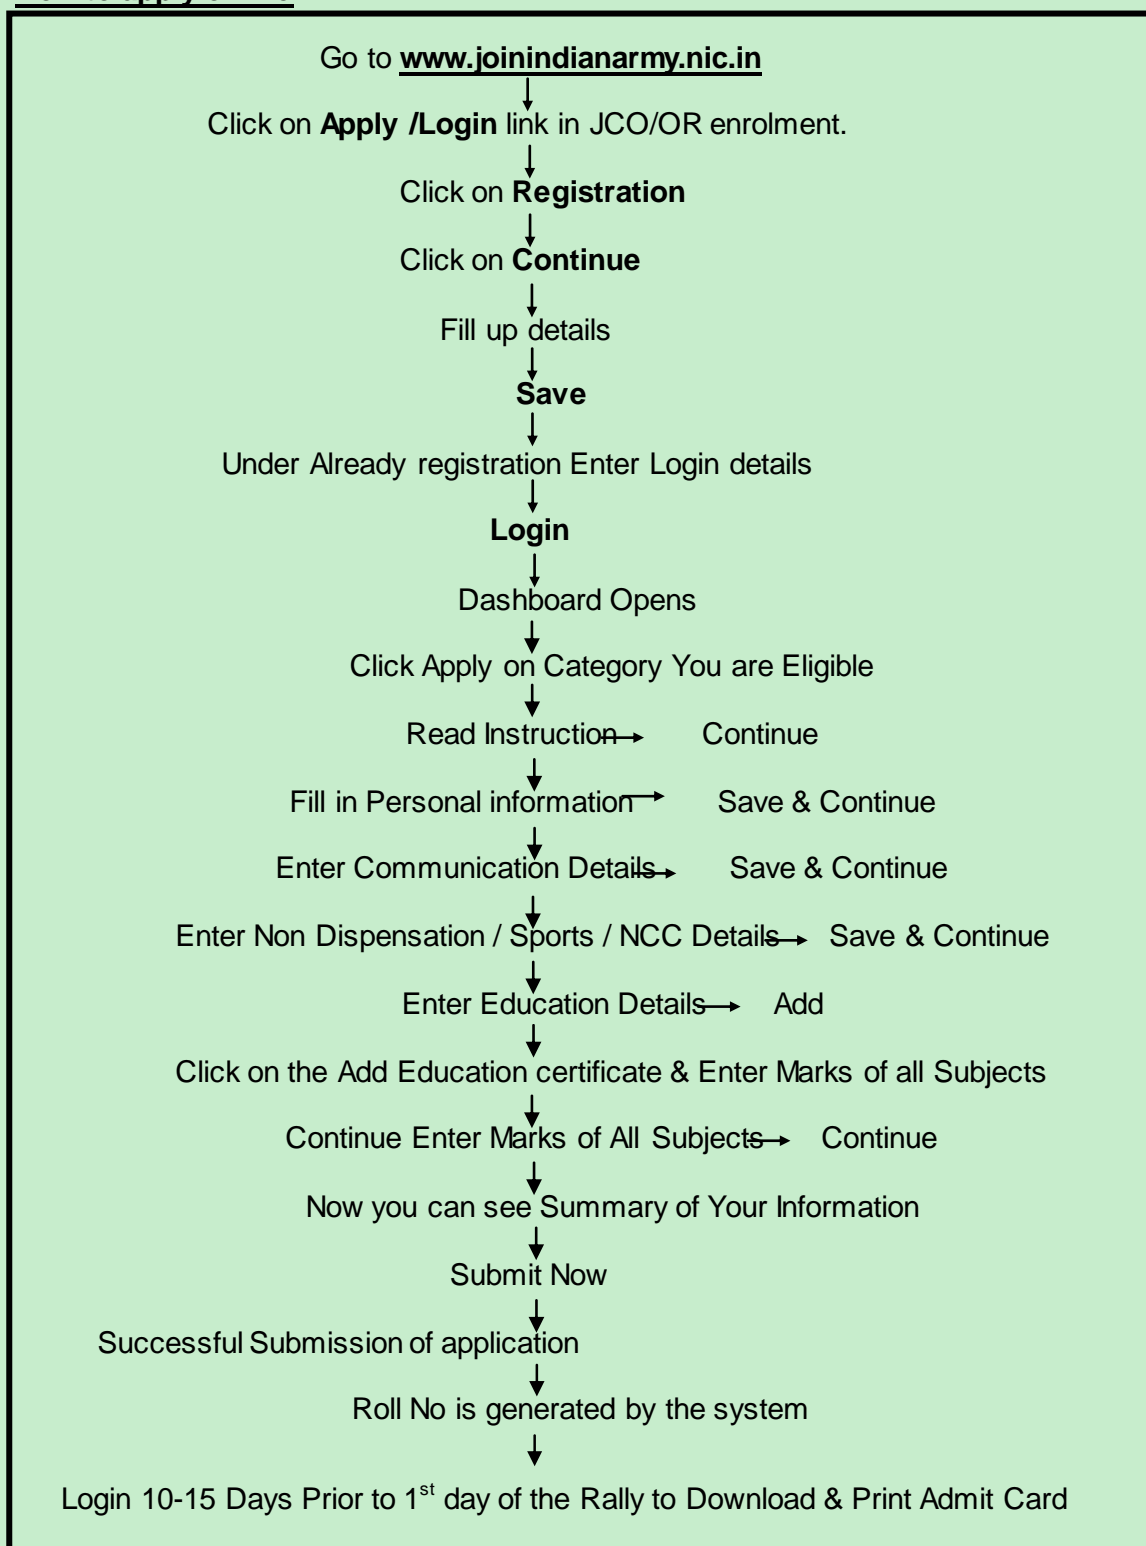 Go to www.joinindianarmy.nic.in
Click on Apply /Login link in JCO/OR enrolment.
Click on Registration
Click on Continue
Fill up details
Save
Under Already registration Enter Login details
Login
Dashboard Opens
Click Apply on Category You are Eligible
Read Instruction → Continue
Fill in Personal information → Save & Continue
Enter Communication Details → Save & Continue
Enter Non Dispensation / Sports / NCC Details → Save & Continue
Enter Education Details → Add
Click on the Add Education certificate & Enter Marks of all Subjects
Continue Enter Marks of All Subjects → Continue
Now you can see Summary of Your Information
Submit Now
Successful Submission of application
Roll No is generated by the system
Login 10-15 Days Prior to 1st day of the Rally to Download & Print Admit Card